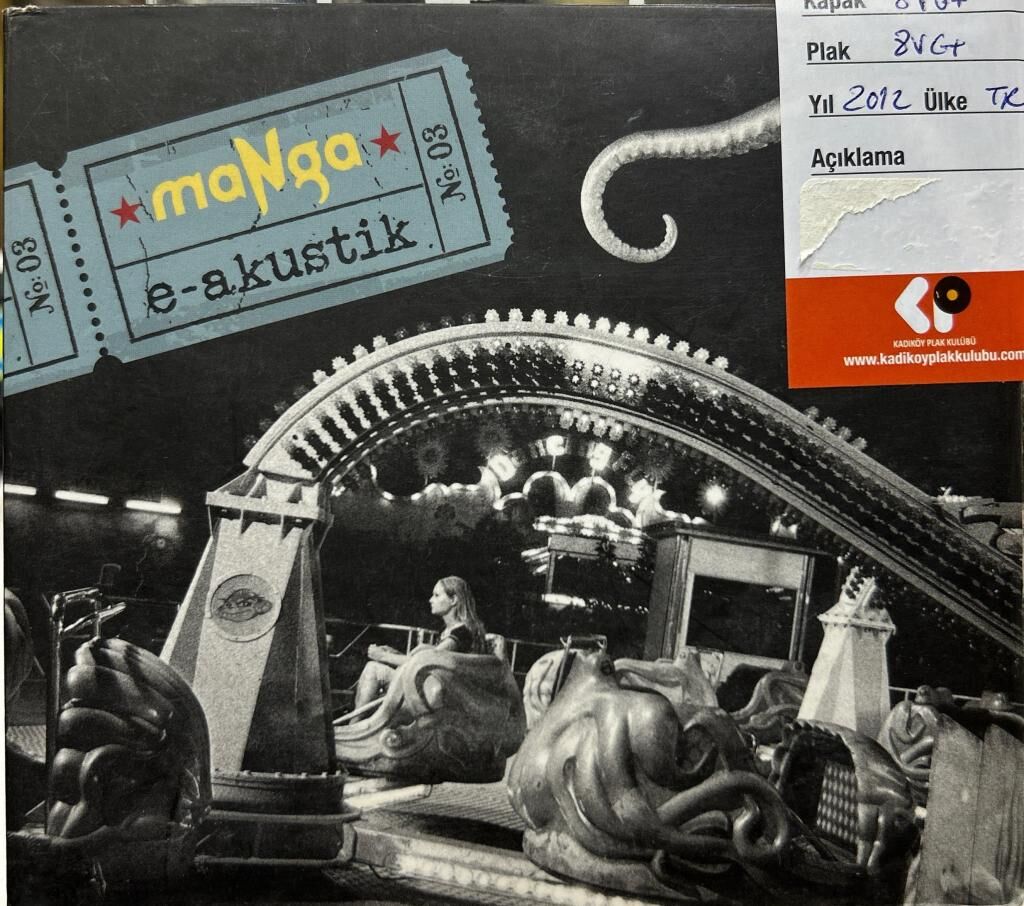 Kapak 8VG+
Plak 8VG+
Yıl 2012 Ülke TR
Açıklama
KADIKÖY PLAK KULÜBÜ
www.kadikoyplakkulubu.com
maNga
e-akustik
No: 03
No: 03